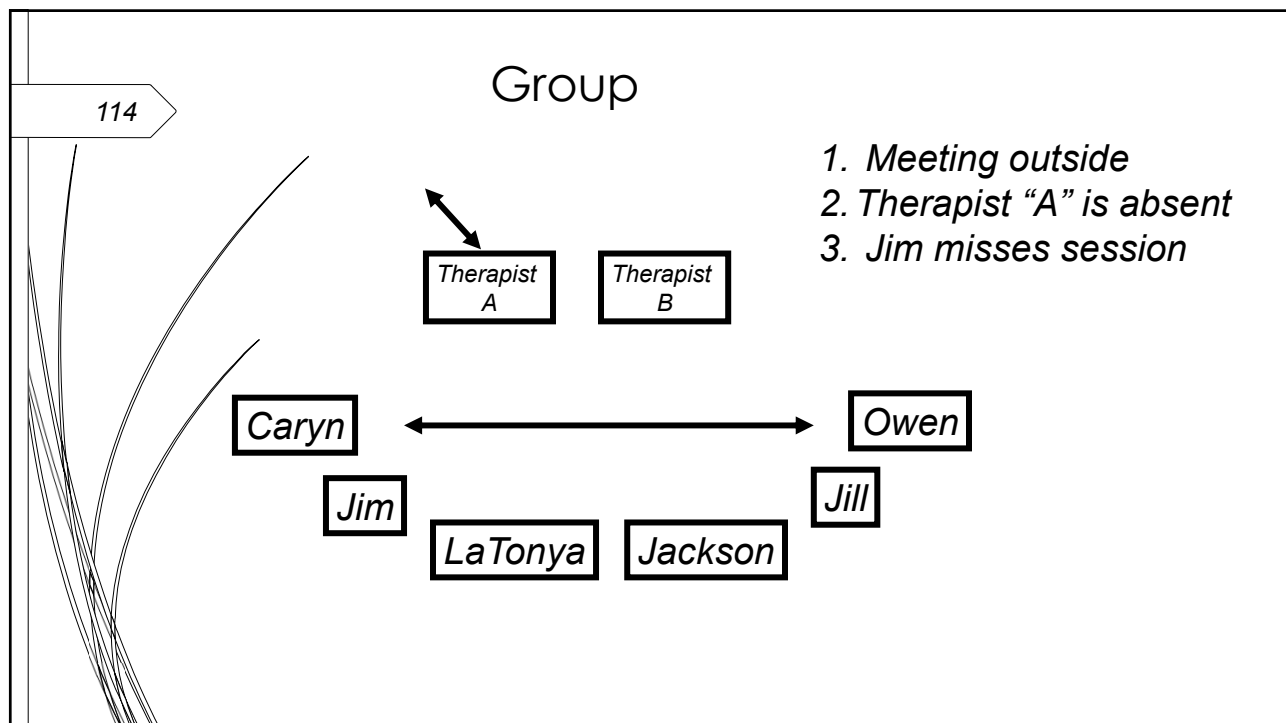 Group
114
1. Meeting outside
2. Therapist “A” is absent
3. Jim misses session
Therapist
A
Therapist
B
Caryn
Owen
Jim
Jill
LaTonya
Jackson